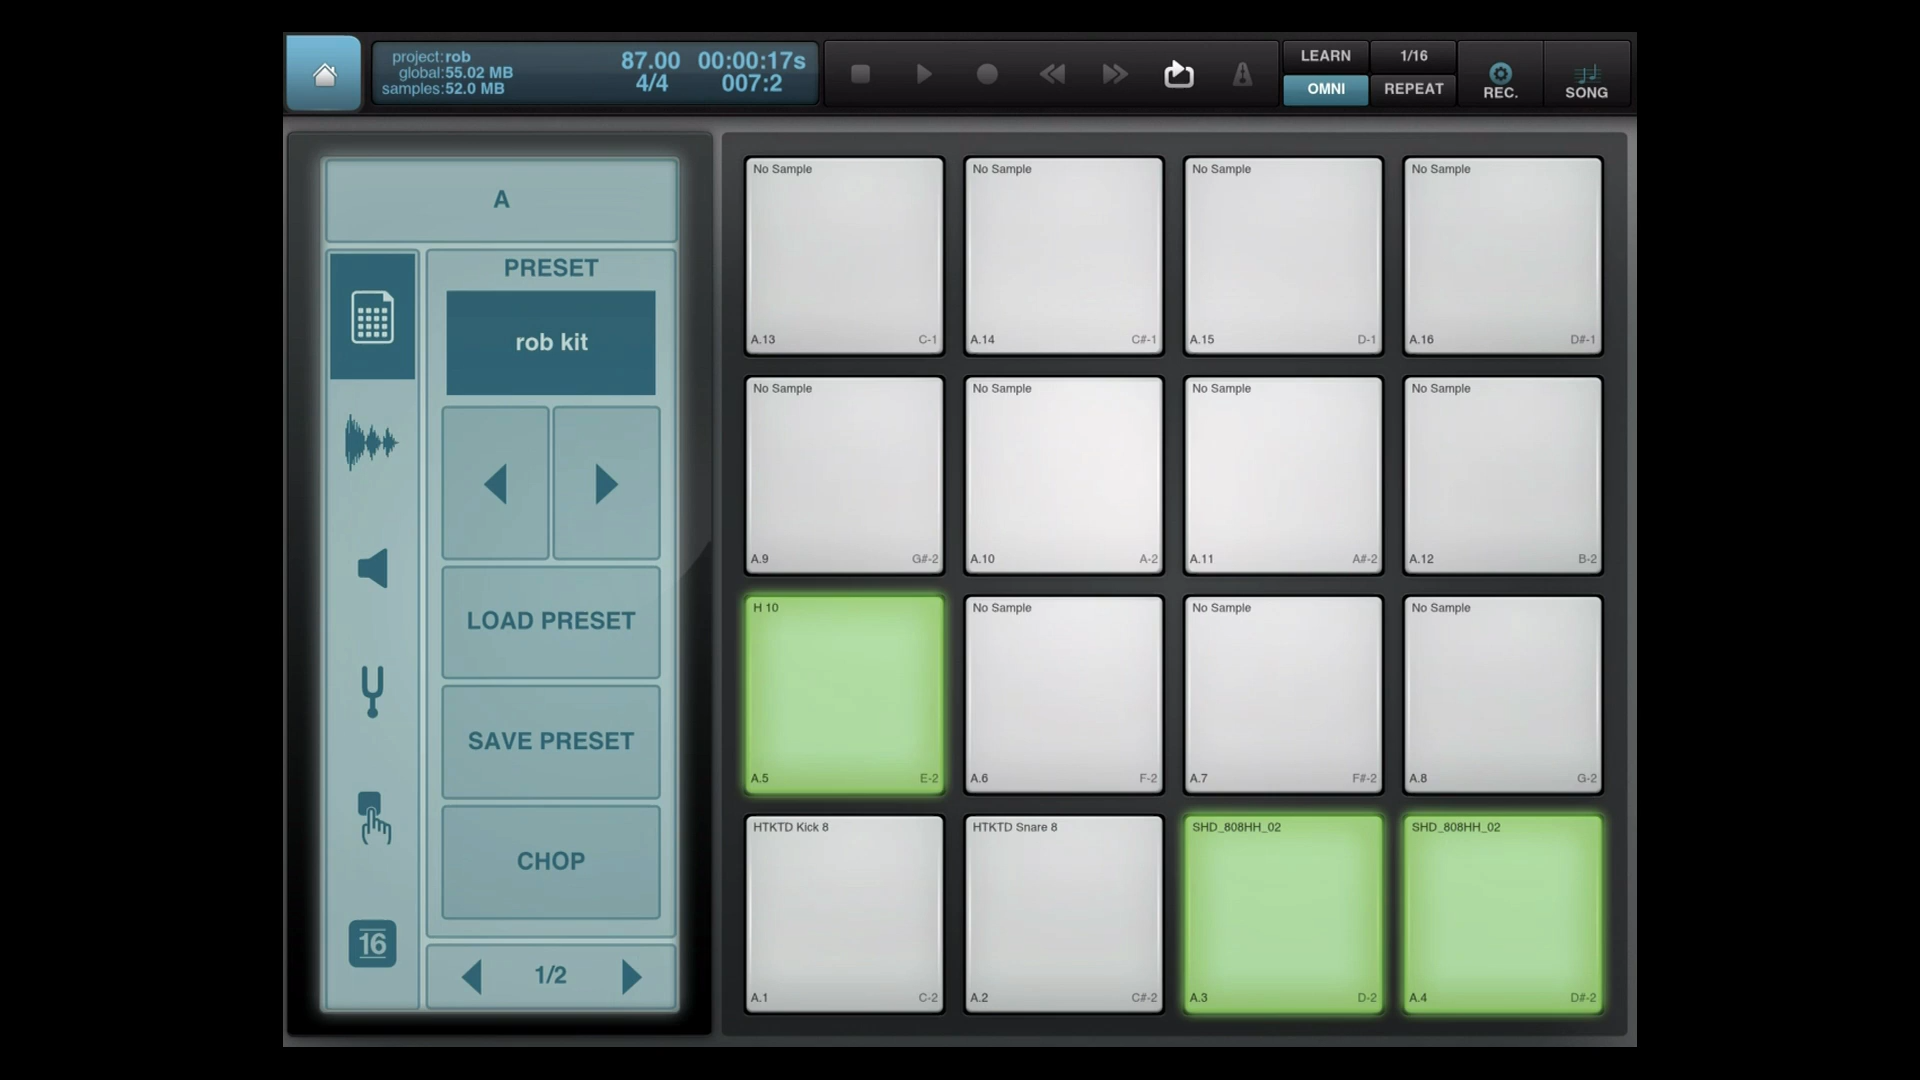 project:rob
global:55.02 MB
samples:52.0 MB
87.00 00:00:17s
4/4 007:2
LEARN
OMNI
1/16
REPEAT
REC.
SONG
A
PRESET
rob kit
LOAD PRESET
SAVE PRESET
CHOP
16
1/2
No Sample
A.13 C-1
No Sample
A.14 C#-1
No Sample
A.15 D-1
No Sample
A.16 D#-1
No Sample
A.9 G#-2
No Sample
A.10 A-2
No Sample
A.11 A#-2
No Sample
A.12 B-2
H 10
A.5 E-2
No Sample
A.6 F-2
No Sample
A.7 F#-2
No Sample
A.8 G-2
HTKTD Kick 8
A.1 C-2
HTKTD Snare 8
A.2 C#-2
SHD_808HH_02
A.3 D-2
SHD_808HH_02
A.4 D#-2